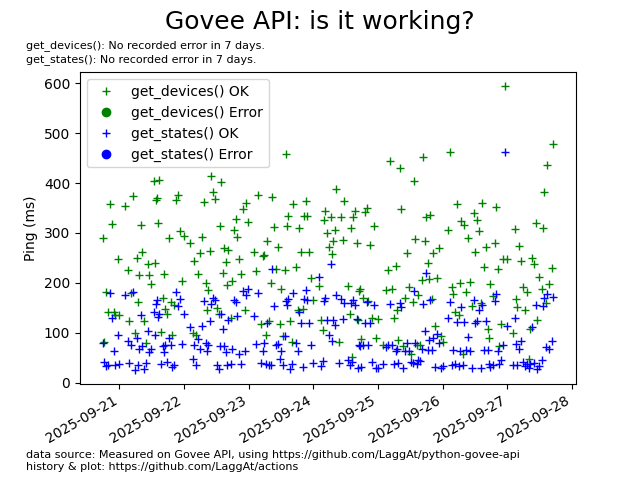 Govee API: is it working?
get_devices(): No recorded error in 7 days.
get_states(): No recorded error in 7 days.
get_devices() OK
get_devices() Error
get_states() OK
get_states() Error
Ping (ms)
600
500
400
300
200
100
0
2025-09-21
2025-09-22
2025-09-23
2025-09-24
2025-09-25
2025-09-26
2025-09-27
2025-09-28
data source: Measured on Govee API, using https://github.com/LaggAt/python-govee-api
history & plot: https://github.com/LaggAt/actions